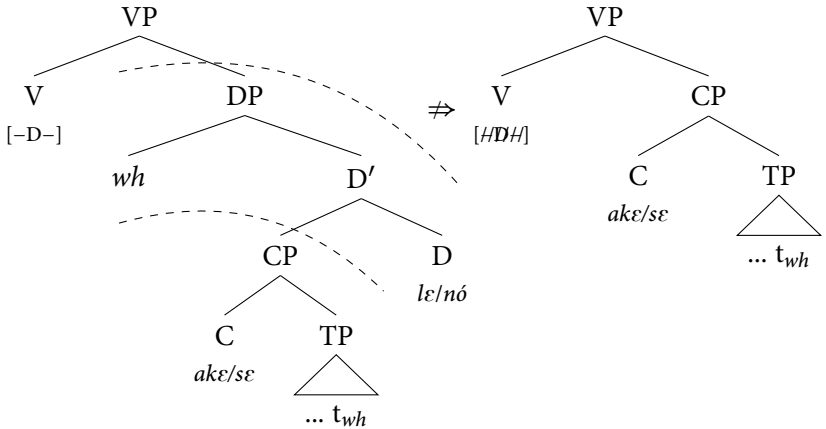 VP VP
V DP ⇏ V CP
[−D−] [−D−]
wh D′ C TP
akɛ/sɛ
CP D ... t_wh
lɛ/nó
C TP
akɛ/sɛ
... t_wh